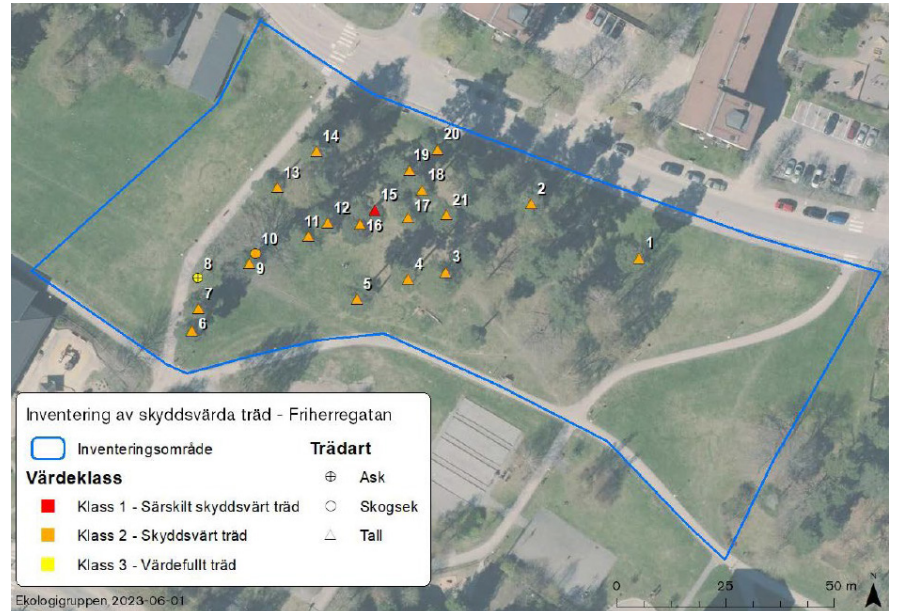 20
14
19
18
13
15
2
21
17
12
11
16
10
1
8
9
3
4
7
5
6
Inventering av skyddsvärda träd - Friherregatan
Inventeringsområde
Trädart
Värdeklass
Ask
Klass 1 - Särskilt skyddsvärt träd
Skogsek
Klass 2 - Skyddsvärt träd
Tall
Klass 3 - Värdefullt träd
N
0 25 50 m
Ekologigruppen 2023-06-01